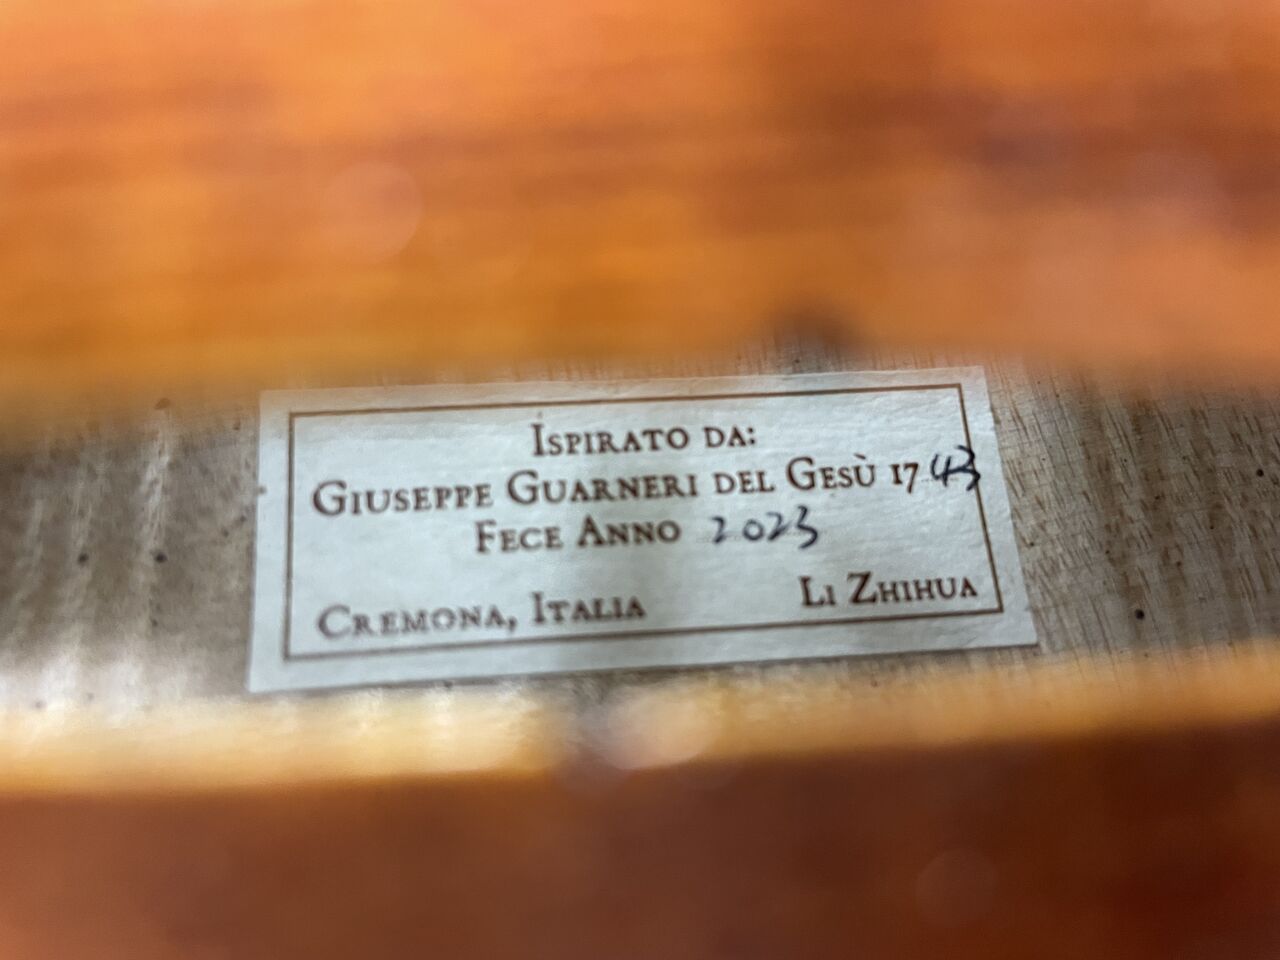 Ispirato da:
Giuseppe Guarneri del Gesù 1743
Fece Anno 2023
Cremona, Italia
Li Zhihua